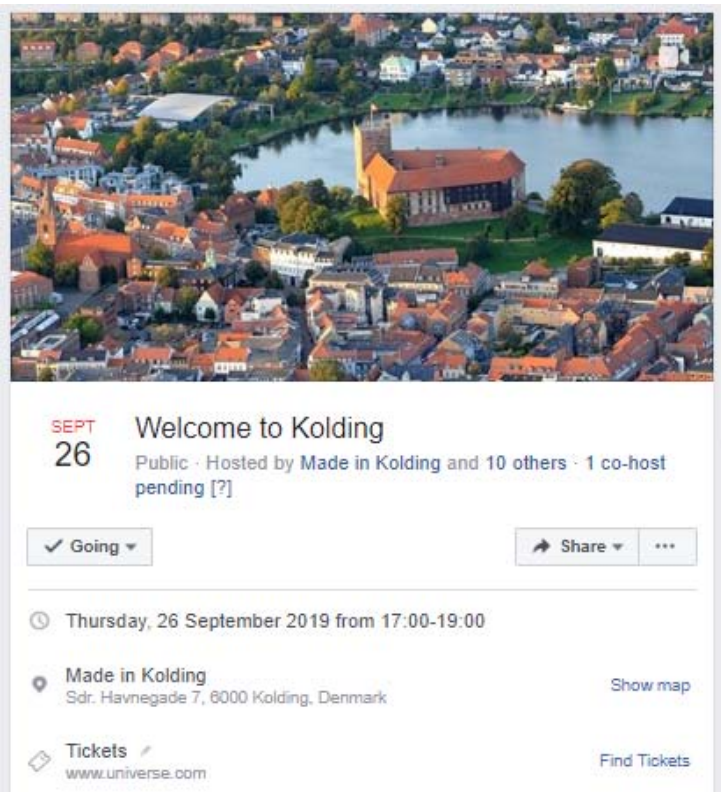 SEPT
26
Welcome to Kolding
Public · Hosted by Made in Kolding and 10 others · 1 co-host
pending [?]
Going
Share
Thursday, 26 September 2019 from 17:00-19:00
Made in Kolding
Sdr. Havnegade 7, 6000 Kolding, Denmark
Show map
Tickets
www.universe.com
Find Tickets